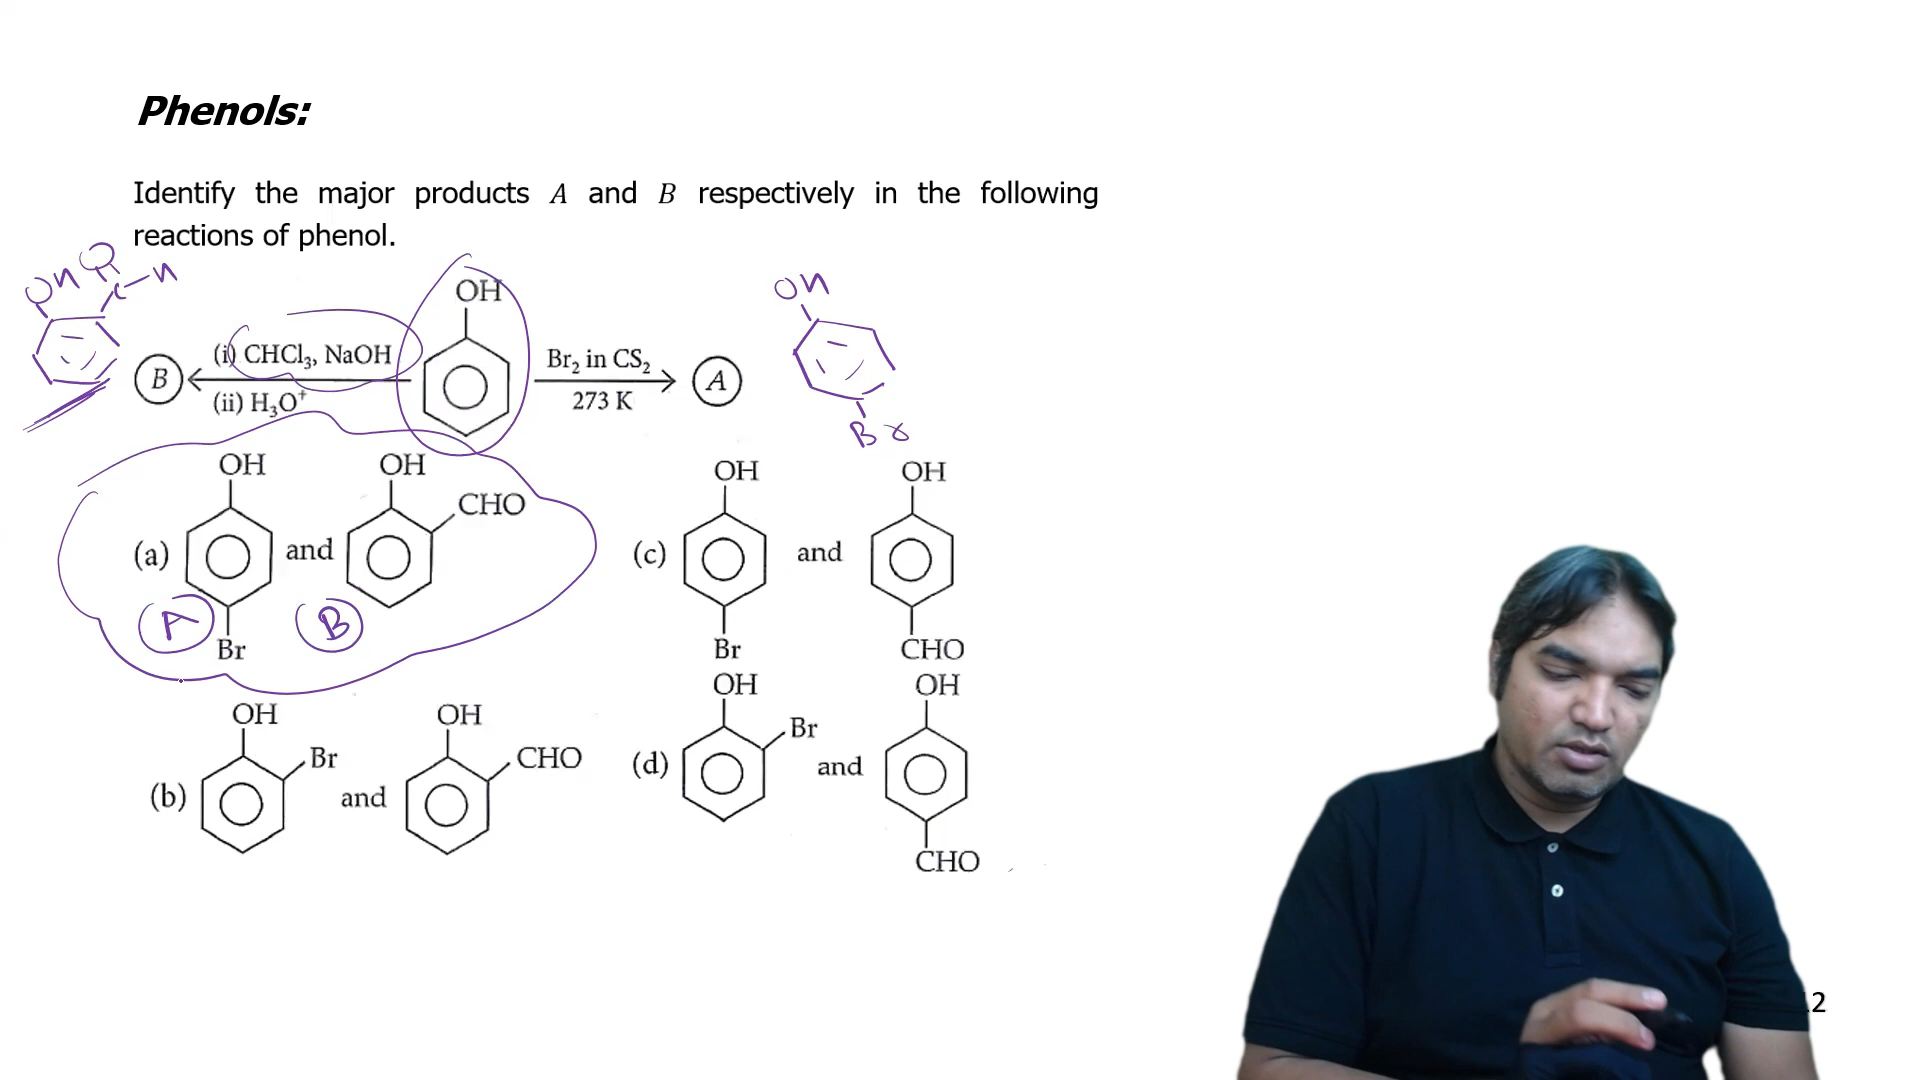 Phenols:
Identify the major products A and B respectively in the following
reactions of phenol.
OH
O
C-H
OH
OH
(i) CHCl₃, NaOH
Br₂ in CS₂
B
A
(ii) H₃O⁺
273 K
Br
OH
OH
CHO
(a)
and
A
B
Br
OH
OH
(c)
and
Br
CHO
OH
OH
Br
CHO
(b)
and
OH
OH
Br
(d)
and
CHO
2